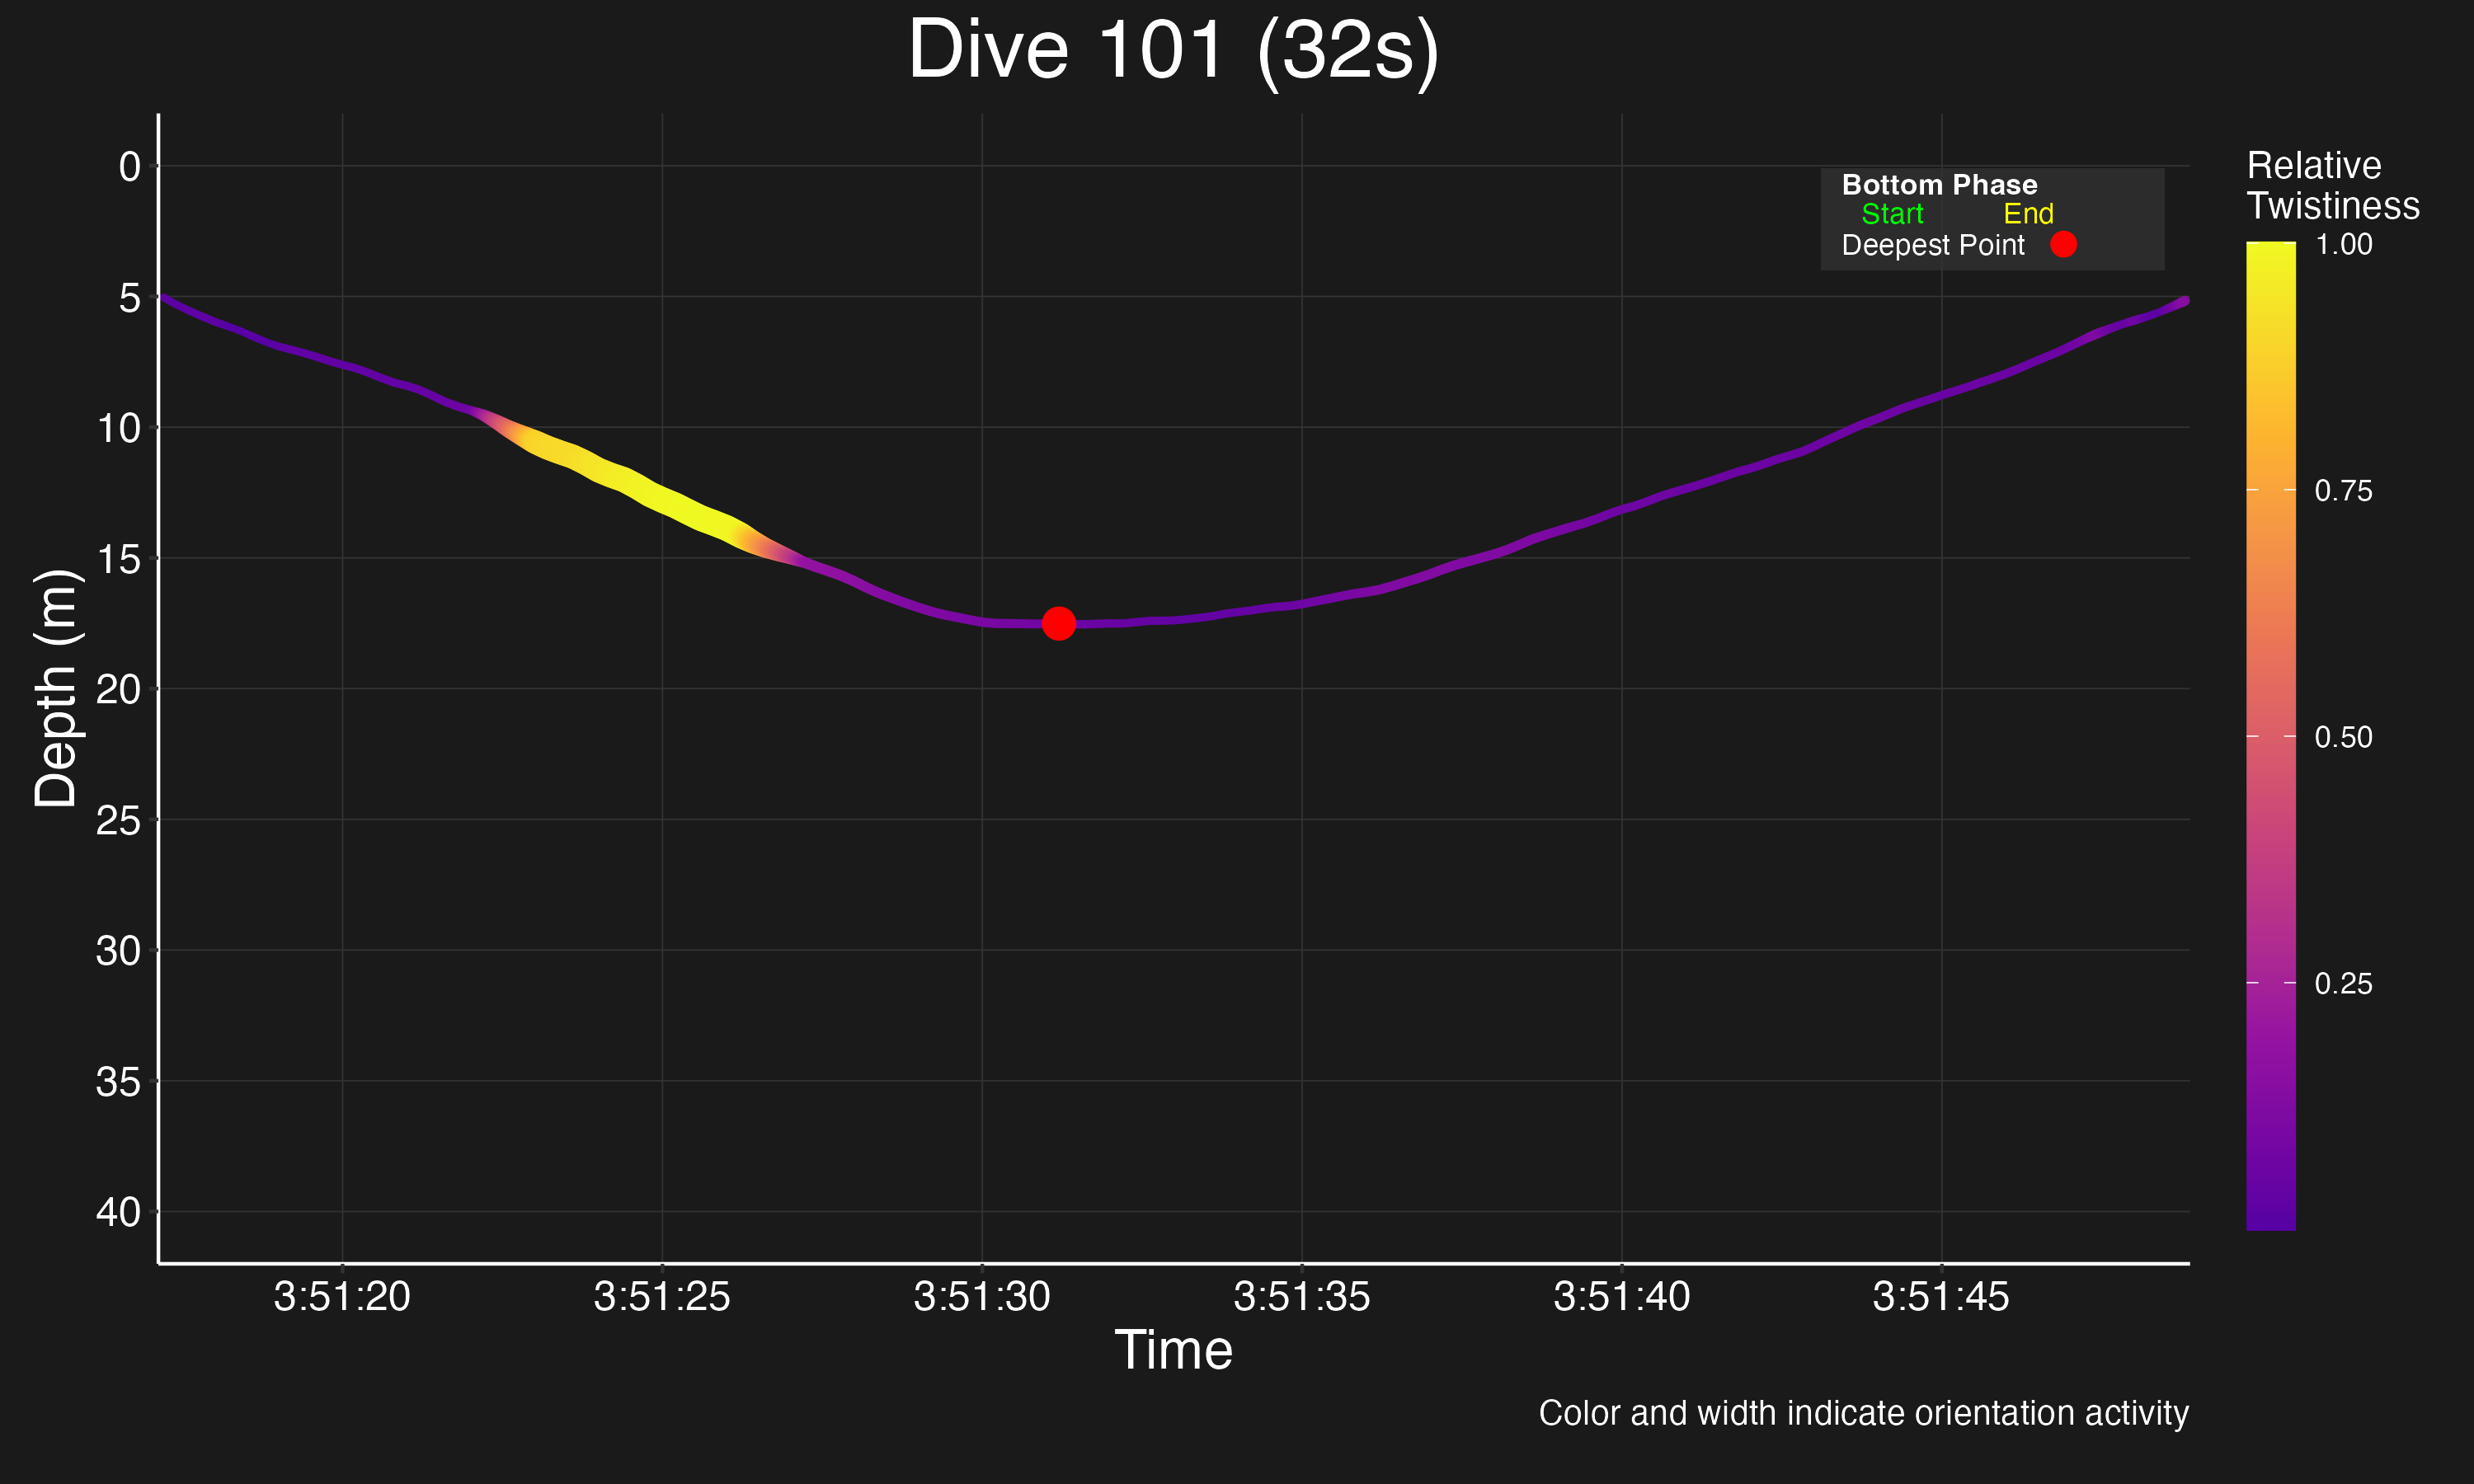 Dive 101 (32s)
Bottom Phase
Start End
Deepest Point
Relative
Twistiness
1.00
0.75
0.50
0.25
Depth (m)
0
5
10
15
20
25
30
35
40
3:51:20 3:51:25 3:51:30 3:51:35 3:51:40 3:51:45
Time
Color and width indicate orientation activity